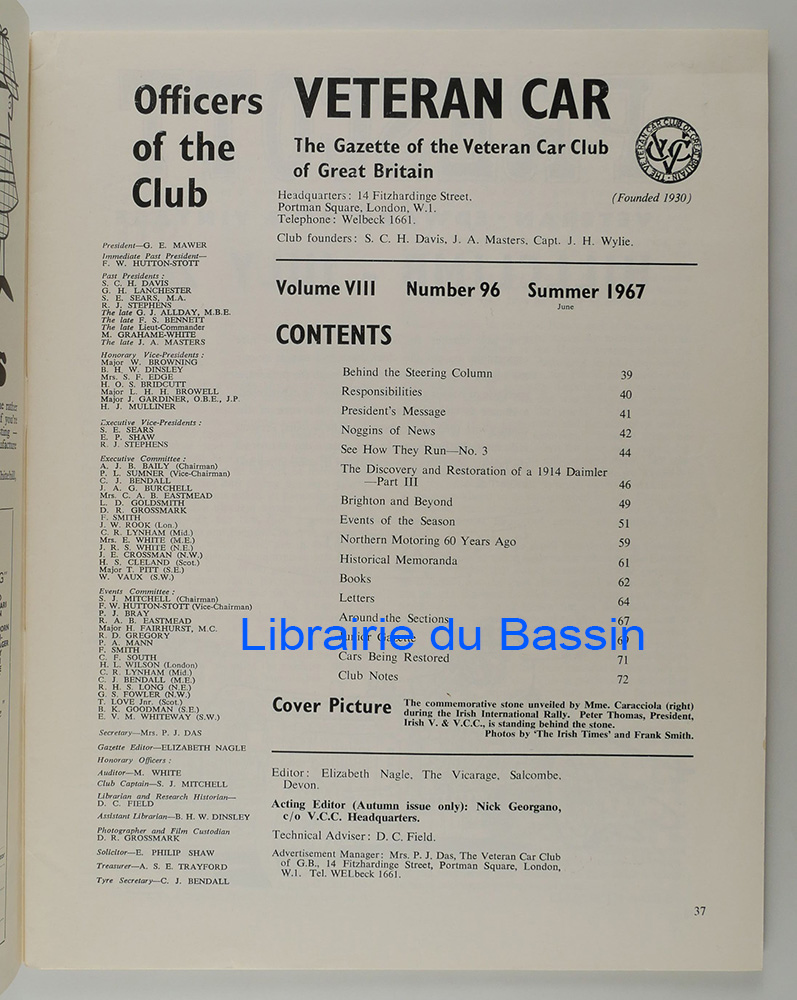 Officers
of the
Club
President—G. E. MAWER
Immediate Past President—
F. W. HUTTON-STOTT
Past Presidents :
S. C. H. DAVIS
G. H. LANCHESTER
S. E. SEARS, M.A.
R. J. STEPHENS
The late G. J. ALLDAY, M.B.E.
The late F. S. BENNETT
The late Lieut-Commander
M. GRAHAME-WHITE
The late J. A. MASTERS
Honorary Vice-Presidents :
Major W. BROWNING
B. H. W. DINSLEY
Mrs. S. F. EDGE
H. O. S. BRIDCUTT
Major L. H. H. BROWELL
Major J. GARDINER, O.B.E., J.P.
H. J. MULLINER
Executive Vice-Presidents :
S. E. SEARS
E. P. SHAW
R. J. STEPHENS
Executive Committee :
A. J. B. BAILY (Chairman)
P. L. SUMNER (Vice-Chairman)
C. J. BENDALL
J. A. G. BURCHELL
Mrs. C. A. B. EASTMEAD
L. D. GOLDSMITH
D. R. GROSSMARK
F. SMITH
J. W. ROOK (Lon.)
C. R. LYNHAM (Mid.)
Mrs. E. WHITE (M.E.)
J. R. S. WHITE (N.E.)
J. E. CROSSMAN (N.W.)
H. S. CLELAND (Scot.)
Major T. PITT (S.E.)
W. VAUX (S.W.)
Events Committee :
S. J. MITCHELL (Chairman)
F. W. HUTTON-STOTT (Vice-Chairman)
P. J. BRAY
R. A. B. EASTMEAD
Major H. FAIRHURST, M.C.
R. D. GREGORY
P. A. MANN
F. SMITH
C. F. SOUTH
H. L. WILSON (London)
C. R. LYNHAM (Mid.)
C. J. BENDALL (M.E.)
R. H. S. LONG (N.E.)
G. S. FOWLER (N.W.)
T. LOVE Jnr. (Scot.)
B. K. GOODMAN (S.E.)
E. V. M. WHITEWAY (S.W.)
Secretary—Mrs. P. J. DAS
Gazette Editor—ELIZABETH NAGLE
Honorary Officers :
Auditor—M. WHITE
Club Captain—S. J. MITCHELL
Librarian and Research Historian—
D. C. FIELD
Assistant Librarian—B. H. W. DINSLEY
Photographer and Film Custodian
D. R. GROSSMARK
Solicitor—E. PHILIP SHAW
Treasurer—A. S. E. TRAYFORD
Tyre Secretary—C. J. BENDALL
VETERAN CAR
The Gazette of the Veteran Car Club
of Great Britain
THE VETERAN CAR CLUB OF GREAT BRITAIN
VCC
(Founded 1930)
Headquarters : 14 Fitzhardinge Street,
Portman Square, London, W.1.
Telephone : Welbeck 1661.
Club founders : S. C. H. Davis, J. A. Masters, Capt. J. H. Wylie.
Volume VIII Number 96 Summer 1967
June
CONTENTS
Behind the Steering Column 39
Responsibilities 40
President's Message 41
Noggins of News 42
See How They Run—No. 3 44
The Discovery and Restoration of a 1914 Daimler
—Part III 46
Brighton and Beyond 49
Events of the Season 51
Northern Motoring 60 Years Ago 59
Historical Memoranda 61
Books 62
Letters 64
Around the Sections 67
Junior Gazette 69
Cars Being Restored 71
Club Notes 72
Librairie du Bassin
Cover Picture
The commemorative stone unveiled by Mme. Caracciola (right)
during the Irish International Rally. Peter Thomas, President,
Irish V. & V.C.C., is standing behind the stone.
Photos by 'The Irish Times' and Frank Smith.
Editor : Elizabeth Nagle, The Vicarage, Salcombe,
Devon.
Acting Editor (Autumn issue only): Nick Georgano,
c/o V.C.C. Headquarters.
Technical Adviser : D. C. Field.
Advertisement Manager : Mrs. P. J. Das, The Veteran Car Club
of G.B., 14 Fitzhardinge Street, Portman Square, London,
W.1. Tel. WELbeck 1661.
37